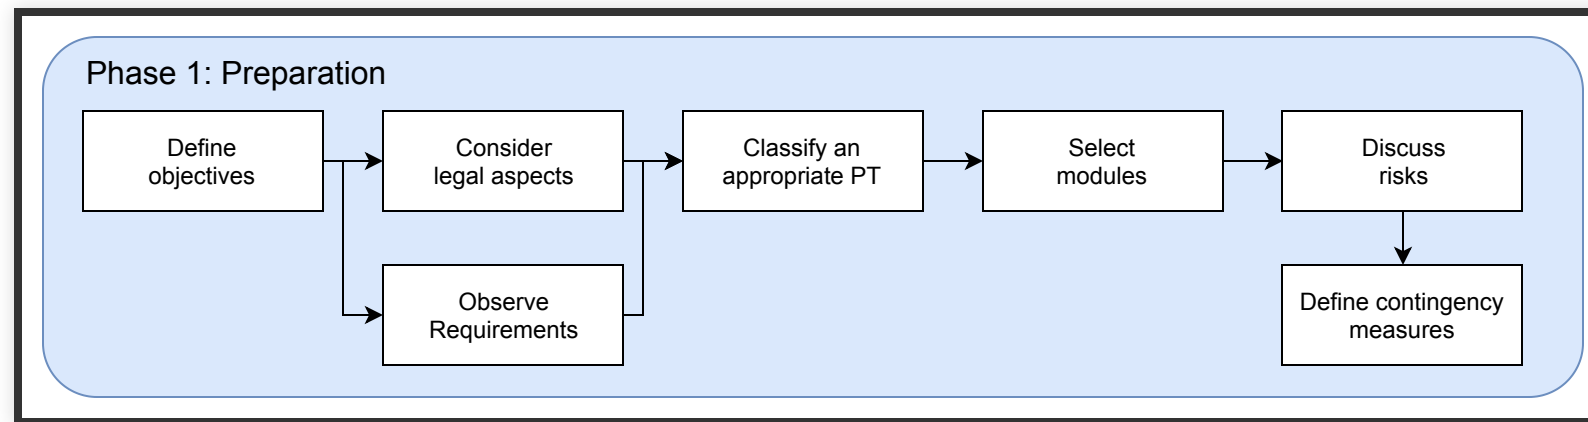 Phase 1: Preparation
Define
objectives
Consider
legal aspects
Classify an
appropriate PT
Select
modules
Discuss
risks
Observe
Requirements
Define contingency
measures